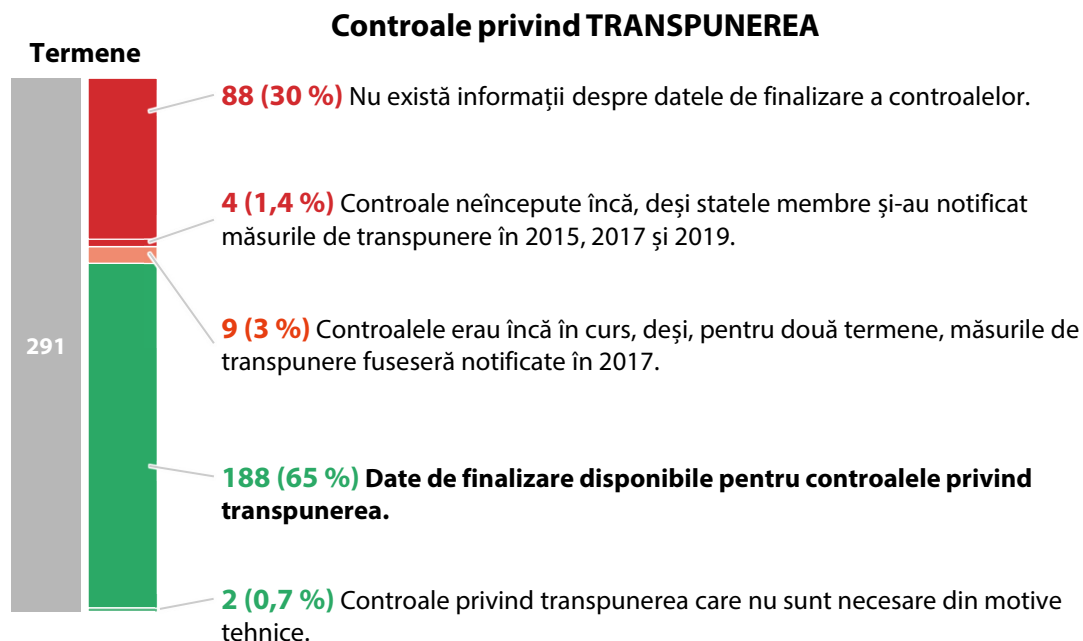 Controale privind TRANSPUNEREA
Termene
88 (30 %) Nu există informații despre datele de finalizare a controalelor.
4 (1,4 %) Controale neîncepute încă, deși statele membre și-au notificat
măsurile de transpunere în 2015, 2017 și 2019.
9 (3 %) Controalele erau încă în curs, deși, pentru două termene, măsurile de
transpunere fuseseră notificate în 2017.
291
188 (65 %) Date de finalizare disponibile pentru controalele privind
transpunerea.
2 (0,7 %) Controale privind transpunerea care nu sunt necesare din motive
tehnice.